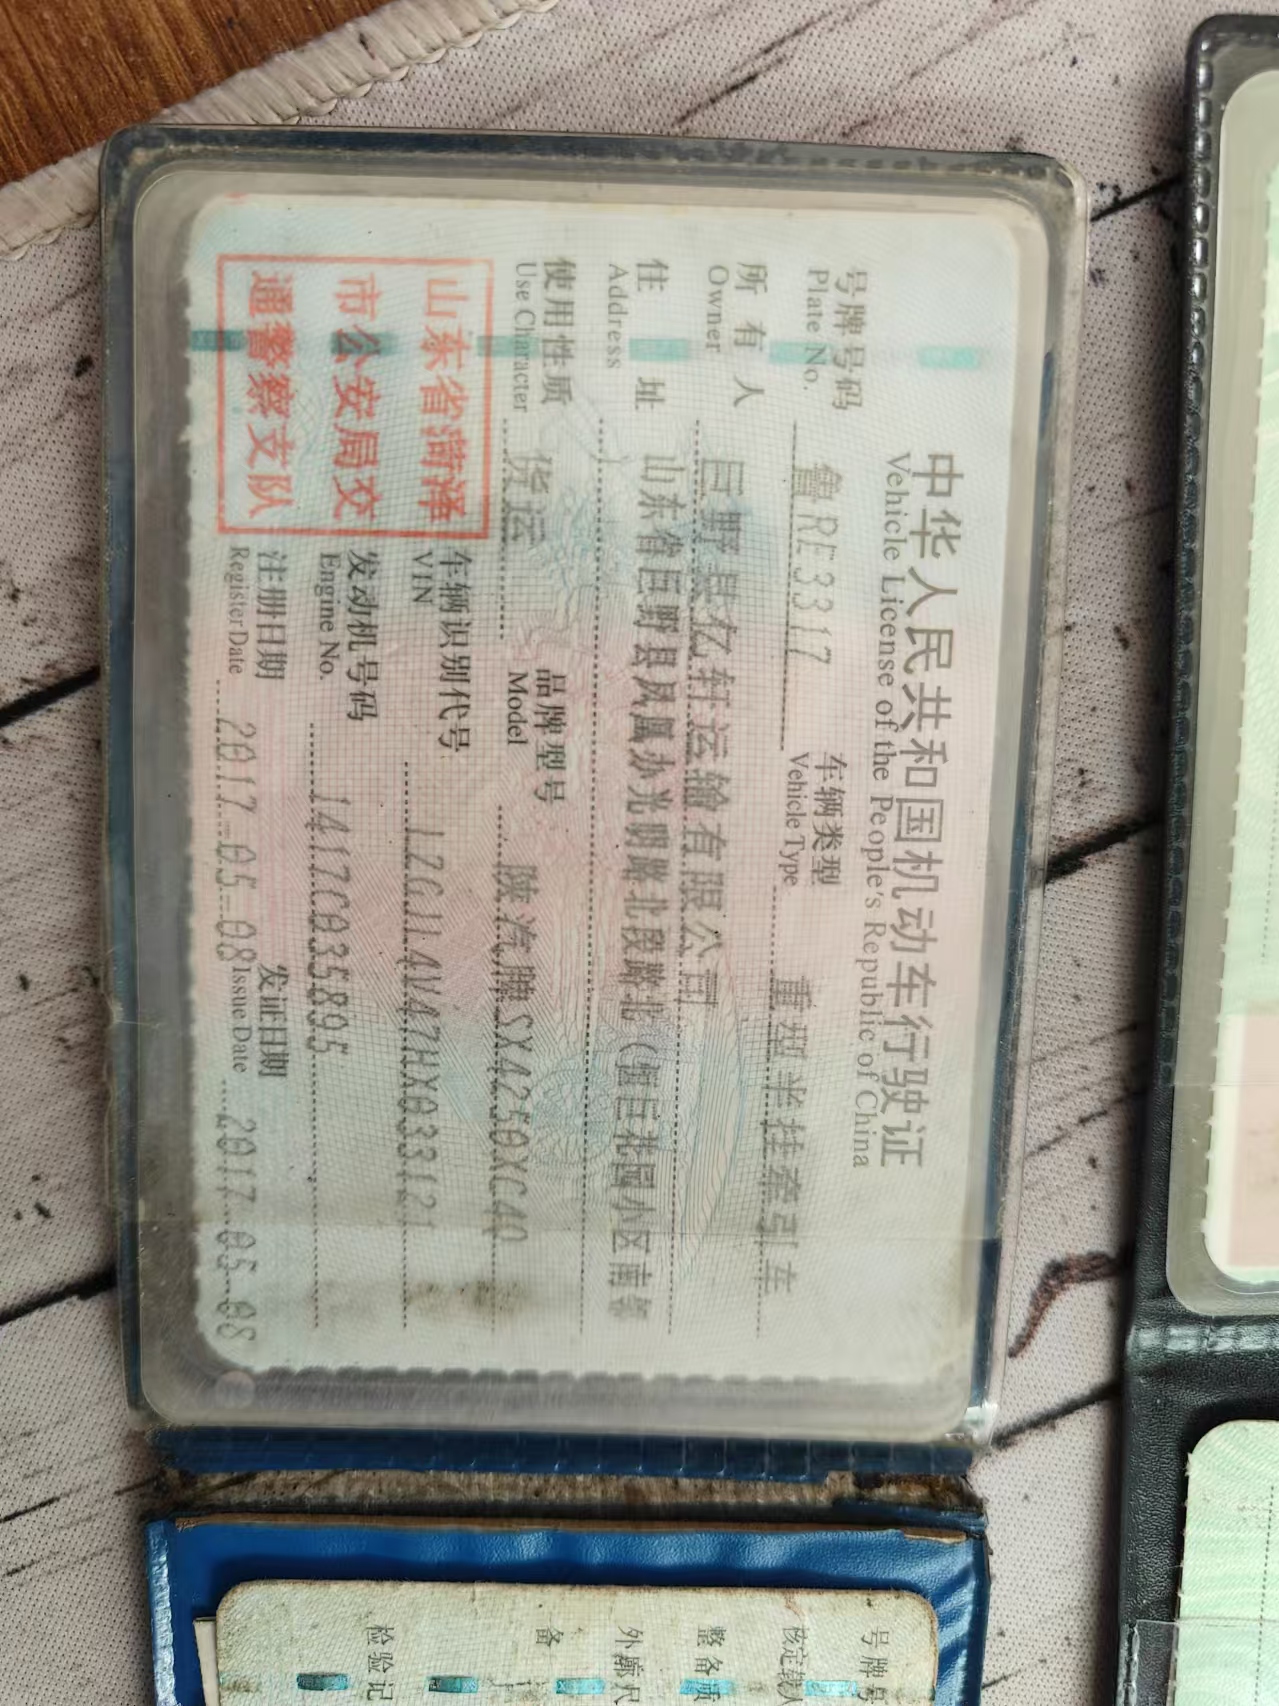 中华人民共和国机动车行驶证
Vehicle License of the People's Republic of China
号牌号码 鲁RE3317 车辆类型 重型半挂牵引车
Plate No. Vehicle Type
所有人 巨野县亿轩运输有限公司
Owner
住址 山东省巨野县凤凰办光明路北段路北(恒巨花园小区南邻
Address
使用性质 货运 品牌型号 陕汽牌SX4250XC4Q
Use Character Model
山东省菏泽
市公安局交
通警察支队
车辆识别代号 LZGJL4V47HX033121
VIN
发动机号码 1417C035895
Engine No.
注册日期 2017-05-08 发证日期 2017-05-08
Register Date Issue Date
号牌号
核定载人
整备质
外廓尺
备
检验记